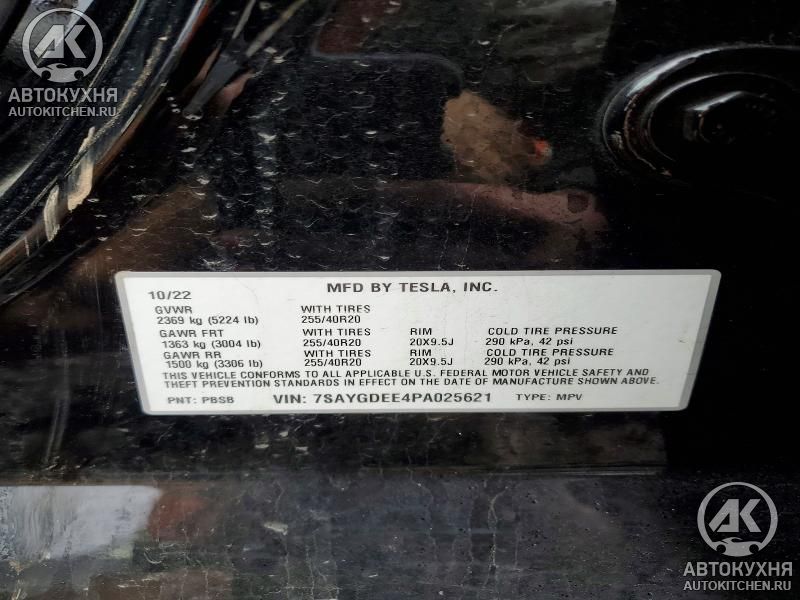 АК
АВТОКУХНЯ
AUTOKITCHEN.RU
10/22 MFD BY TESLA, INC.
GVWR WITH TIRES
2369 kg (5224 lb) 255/40R20
GAWR FRT WITH TIRES RIM COLD TIRE PRESSURE
1363 kg (3004 lb) 255/40R20 20X9.5J 290 kPa, 42 psi
GAWR RR WITH TIRES RIM COLD TIRE PRESSURE
1500 kg (3306 lb) 255/40R20 20X9.5J 290 kPa, 42 psi
THIS VEHICLE CONFORMS TO ALL APPLICABLE U.S. FEDERAL MOTOR VEHICLE SAFETY AND
THEFT PREVENTION STANDARDS IN EFFECT ON THE DATE OF MANUFACTURE SHOWN ABOVE.
PNT: PBSB VIN: 7SAYGDEE4PA025621 TYPE: MPV
АК
АВТОКУХНЯ
AUTOKITCHEN.RU